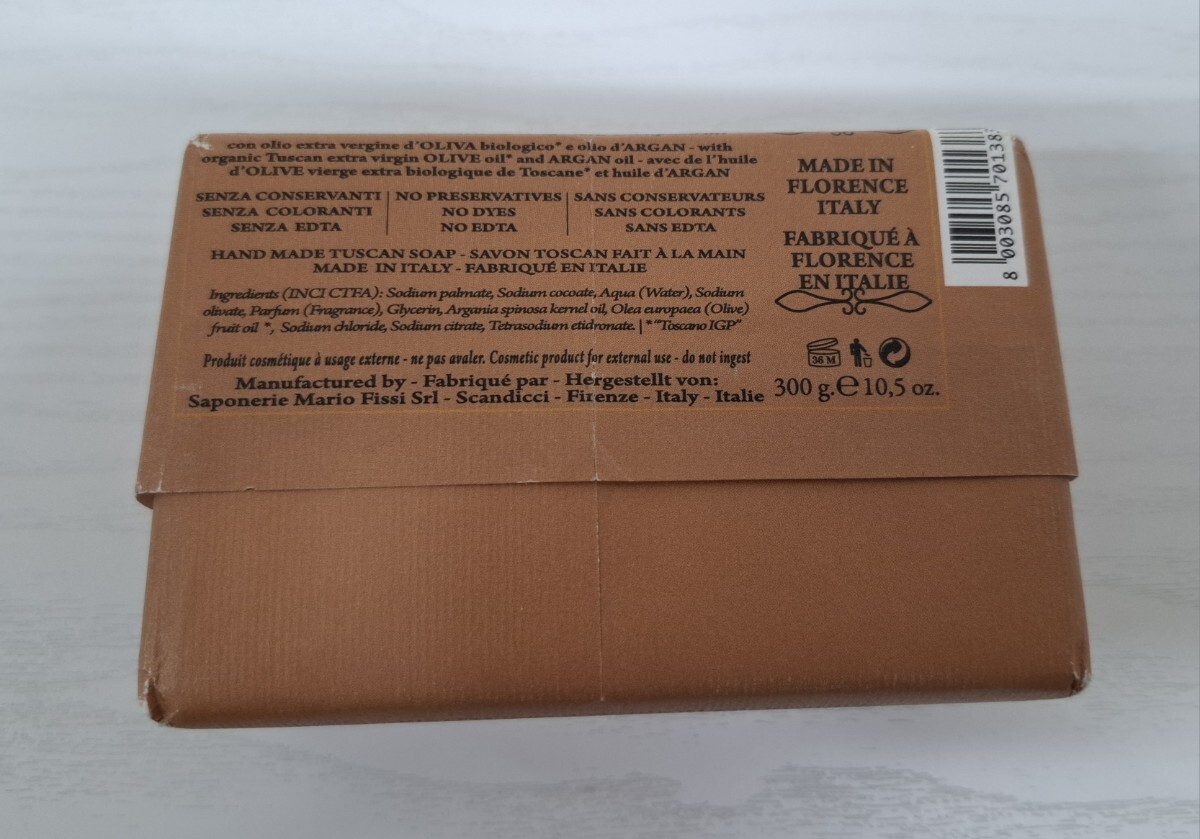 con olio extra vergine d'OLIVA biologico* e olio d'ARGAN - with
organic Tuscan extra virgin OLIVE oil* and ARGAN oil - avec de l'huile
d'OLIVE vierge extra biologique de Toscane* et huile d'ARGAN
SENZA CONSERVANTI
SENZA COLORANTI
SENZA EDTA
NO PRESERVATIVES
NO DYES
NO EDTA
SANS CONSERVATEURS
SANS COLORANTS
SANS EDTA
HAND MADE TUSCAN SOAP - SAVON TOSCAN FAIT À LA MAIN
MADE IN ITALY - FABRIQUÉ EN ITALIE
Ingredients (INCI CTFA): Sodium palmate, Sodium cocoate, Aqua (Water), Sodium
olivate, Parfum (Fragrance), Glycerin, Argania spinosa kernel oil, Olea europaea (Olive)
fruit oil *, Sodium chloride, Sodium citrate, Tetrasodium etidronate. | *"Toscano IGP"
Produit cosmétique à usage externe - ne pas avaler. Cosmetic product for external use - do not ingest
Manufactured by - Fabriqué par - Hergestellt von:
Saponerie Mario Fissi Srl - Scandicci - Firenze - Italy - Italie
MADE IN
FLORENCE
ITALY
FABRIQUÉ À
FLORENCE
EN ITALIE
36 M
300 g. e 10,5 oz.
8 003085 70138